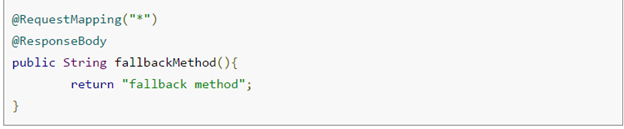 @RequestMapping("*")
@ResponseBody
public String fallbackMethod(){
        return "fallback method";
}